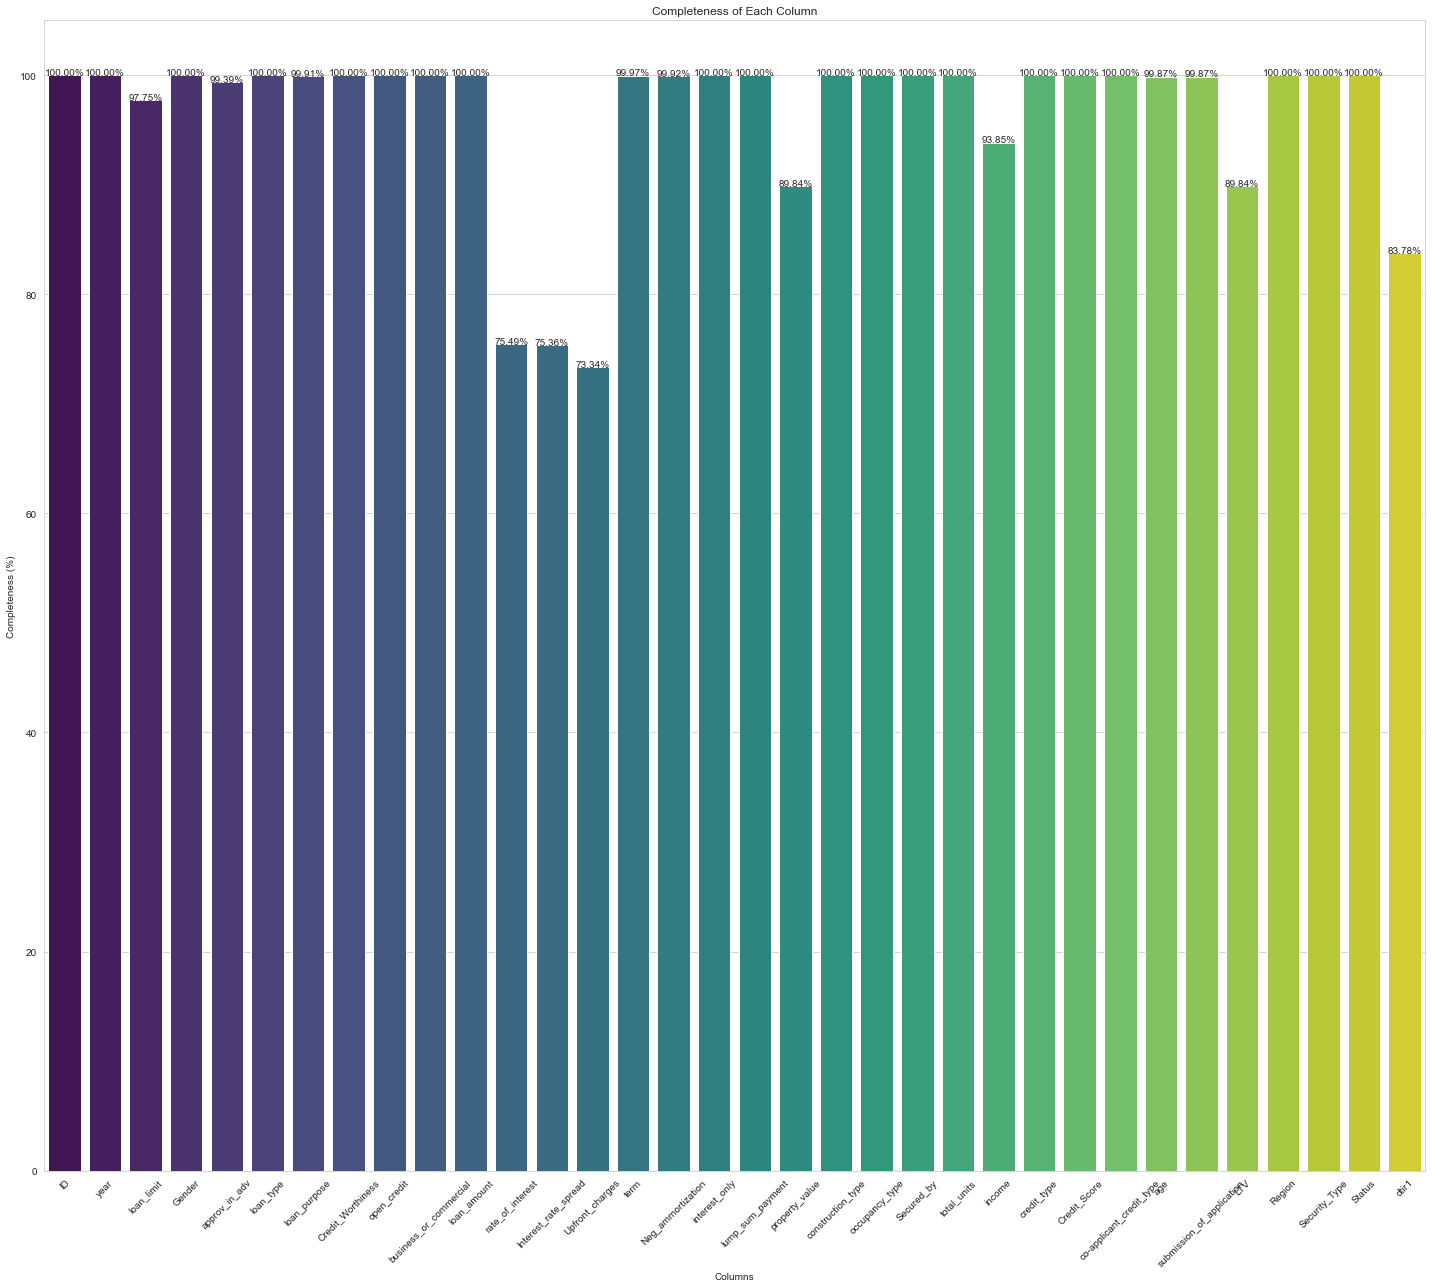 Completeness of Each Column
100.00%
100.00%
97.75%
100.00%
99.39%
100.00%
99.91%
100.00%
100.00%
100.00%
100.00%
75.49%
75.36%
73.34%
99.97%
99.92%
100.00%
100.00%
89.84%
100.00%
100.00%
100.00%
100.00%
93.85%
100.00%
100.00%
100.00%
99.87%
99.87%
89.84%
100.00%
100.00%
100.00%
83.78%
100
80
60
40
20
0
Completeness (%)
ID
year
loan_limit
Gender
approv_in_adv
loan_type
loan_purpose
Credit_Worthiness
open_credit
business_or_commercial
loan_amount
rate_of_interest
Interest_rate_spread
Upfront_charges
term
Neg_ammortization
interest_only
lump_sum_payment
property_value
construction_type
occupancy_type
Secured_by
total_units
income
credit_type
Credit_Score
co-applicant_credit_type
age
submission_of_application
LTV
Region
Security_Type
Status
dtir1
Columns